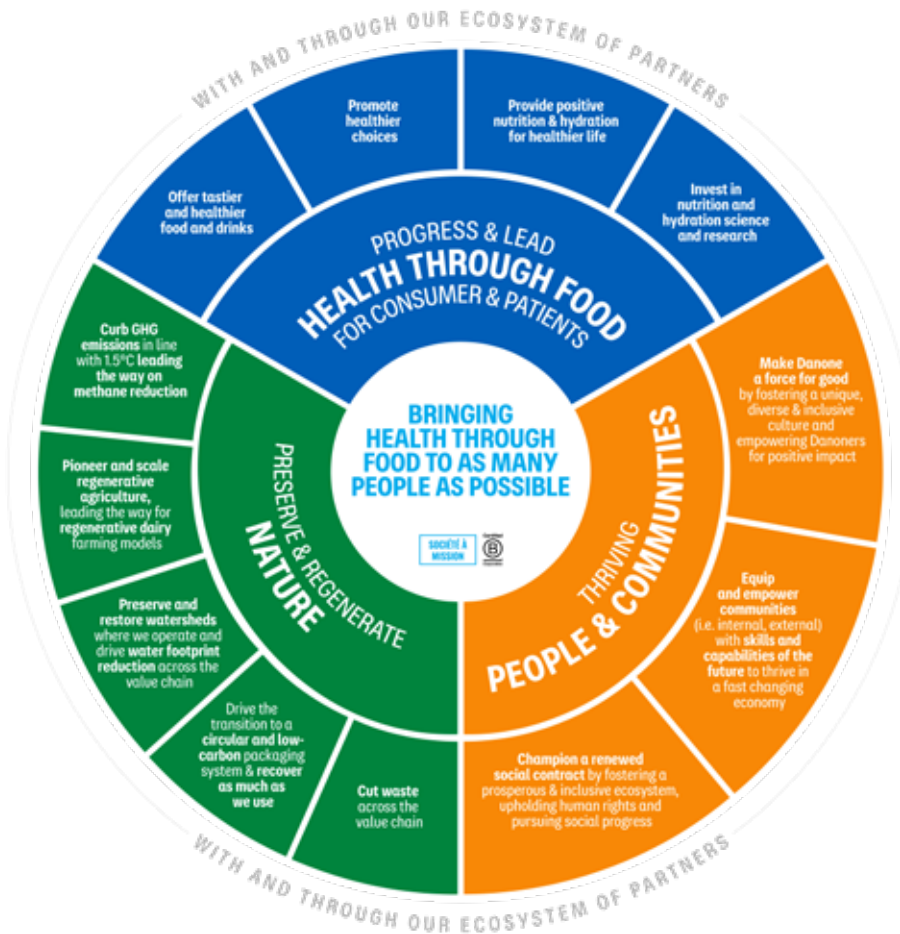 WITH AND THROUGH OUR ECOSYSTEM OF PARTNERS
Offer tastier
and healthier
food and drinks
Promote
healthier
choices
Provide positive
nutrition & hydration
for healthier life
Invest in
nutrition and
hydration science
and research
PROGRESS & LEAD
HEALTH THROUGH FOOD
FOR CONSUMER & PATIENTS
Make Danone
a force for good
by fostering a unique,
diverse & inclusive
culture and
empowering Danoners
for positive impact
Equip
and empower
communities
(i.e. internal, external)
with skills and
capabilities of the
future to thrive in
a fast changing
economy
Champion a renewed
social contract by fostering a
prosperous & inclusive ecosystem,
upholding human rights and
pursuing social progress
THRIVING
PEOPLE & COMMUNITIES
Curb GHG
emissions in line
with 1.5°C leading
the way on
methane reduction
Pioneer and scale
regenerative
agriculture,
leading the way for
regenerative dairy
farming models
Preserve and
restore watersheds
where we operate and
drive water footprint
reduction across the
value chain
Drive the
transition to a
circular and low-
carbon packaging
system & recover
as much as
we use
Cut waste
across the
value chain
PRESERVE & REGENERATE
NATURE
BRINGING
HEALTH THROUGH
FOOD TO AS MANY
PEOPLE AS POSSIBLE
SOCIÉTÉ À
MISSION
B
WITH AND THROUGH OUR ECOSYSTEM OF PARTNERS